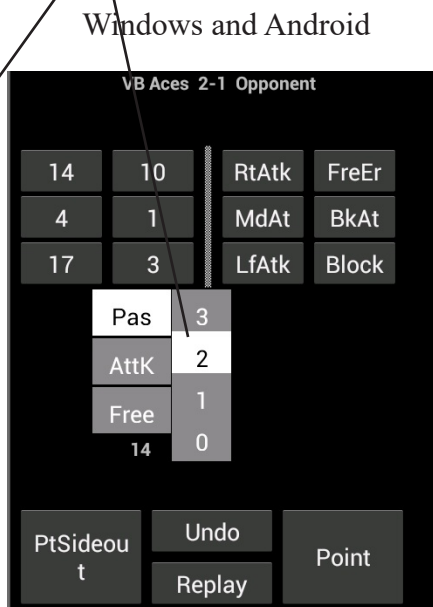 Windows and Android
VB Aces 2-1 Opponent
14 10 RtAtk FreEr
4 1 MdAt BkAt
17 3 LfAtk Block
Pas 3
AttK 2
Free 1
14 0
PtSideou
t
Undo
Replay
Point